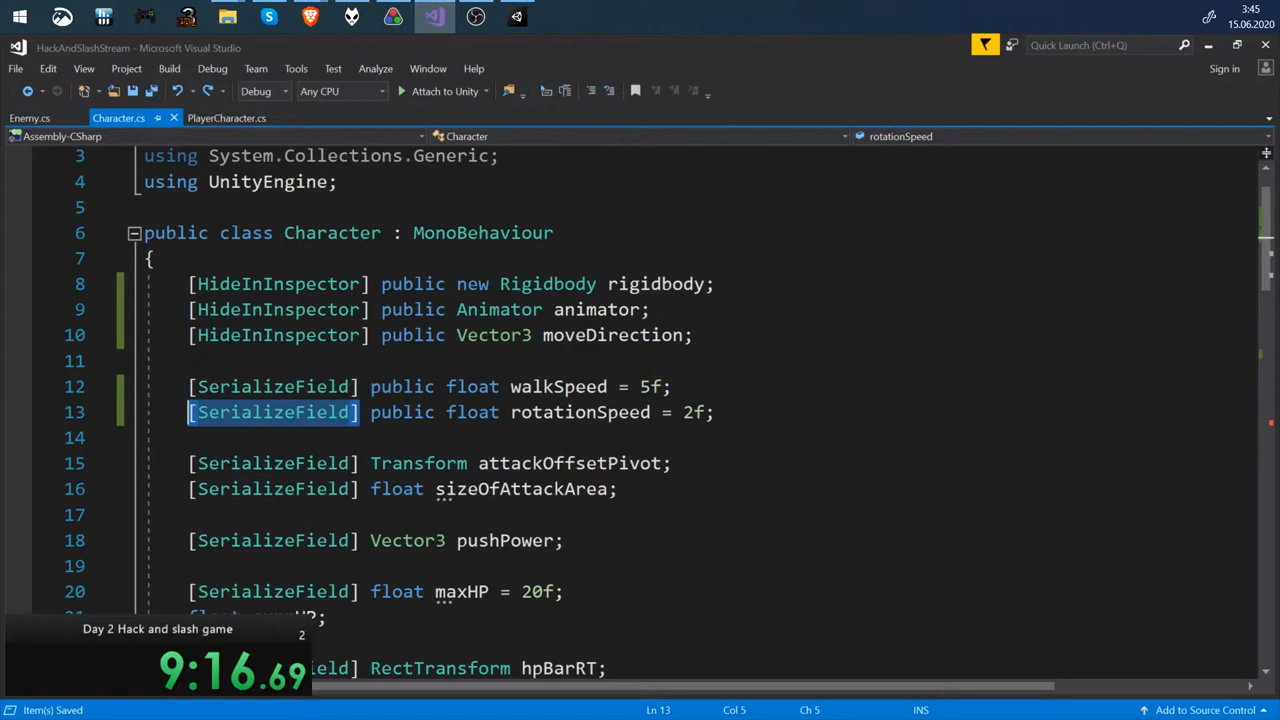 3:45
15.06.2020
HackAndSlashStream - Microsoft Visual Studio
Quick Launch (Ctrl+Q)
File Edit View Project Build Debug Team Tools Test Analyze Window Help
Sign in
Debug Any CPU Attach to Unity
Enemy.cs Character.cs PlayerCharacter.cs
Assembly-CSharp Character rotationSpeed
3 using System.Collections.Generic;
4 using UnityEngine;
5
6 public class Character : MonoBehaviour
7 {
8 [HideInInspector] public new Rigidbody rigidbody;
9 [HideInInspector] public Animator animator;
10 [HideInInspector] public Vector3 moveDirection;
11
12 [SerializeField] public float walkSpeed = 5f;
13 [SerializeField] public float rotationSpeed = 2f;
14
15 [SerializeField] Transform attackOffsetPivot;
16 [SerializeField] float sizeOfAttackArea;
17
18 [SerializeField] Vector3 pushPower;
19
20 [SerializeField] float maxHP = 20f;
Day 2 Hack and slash game
2
9:16.69
ield] RectTransform hpBarRT;
Item(s) Saved Ln 13 Col 5 Ch 5 INS Add to Source Control